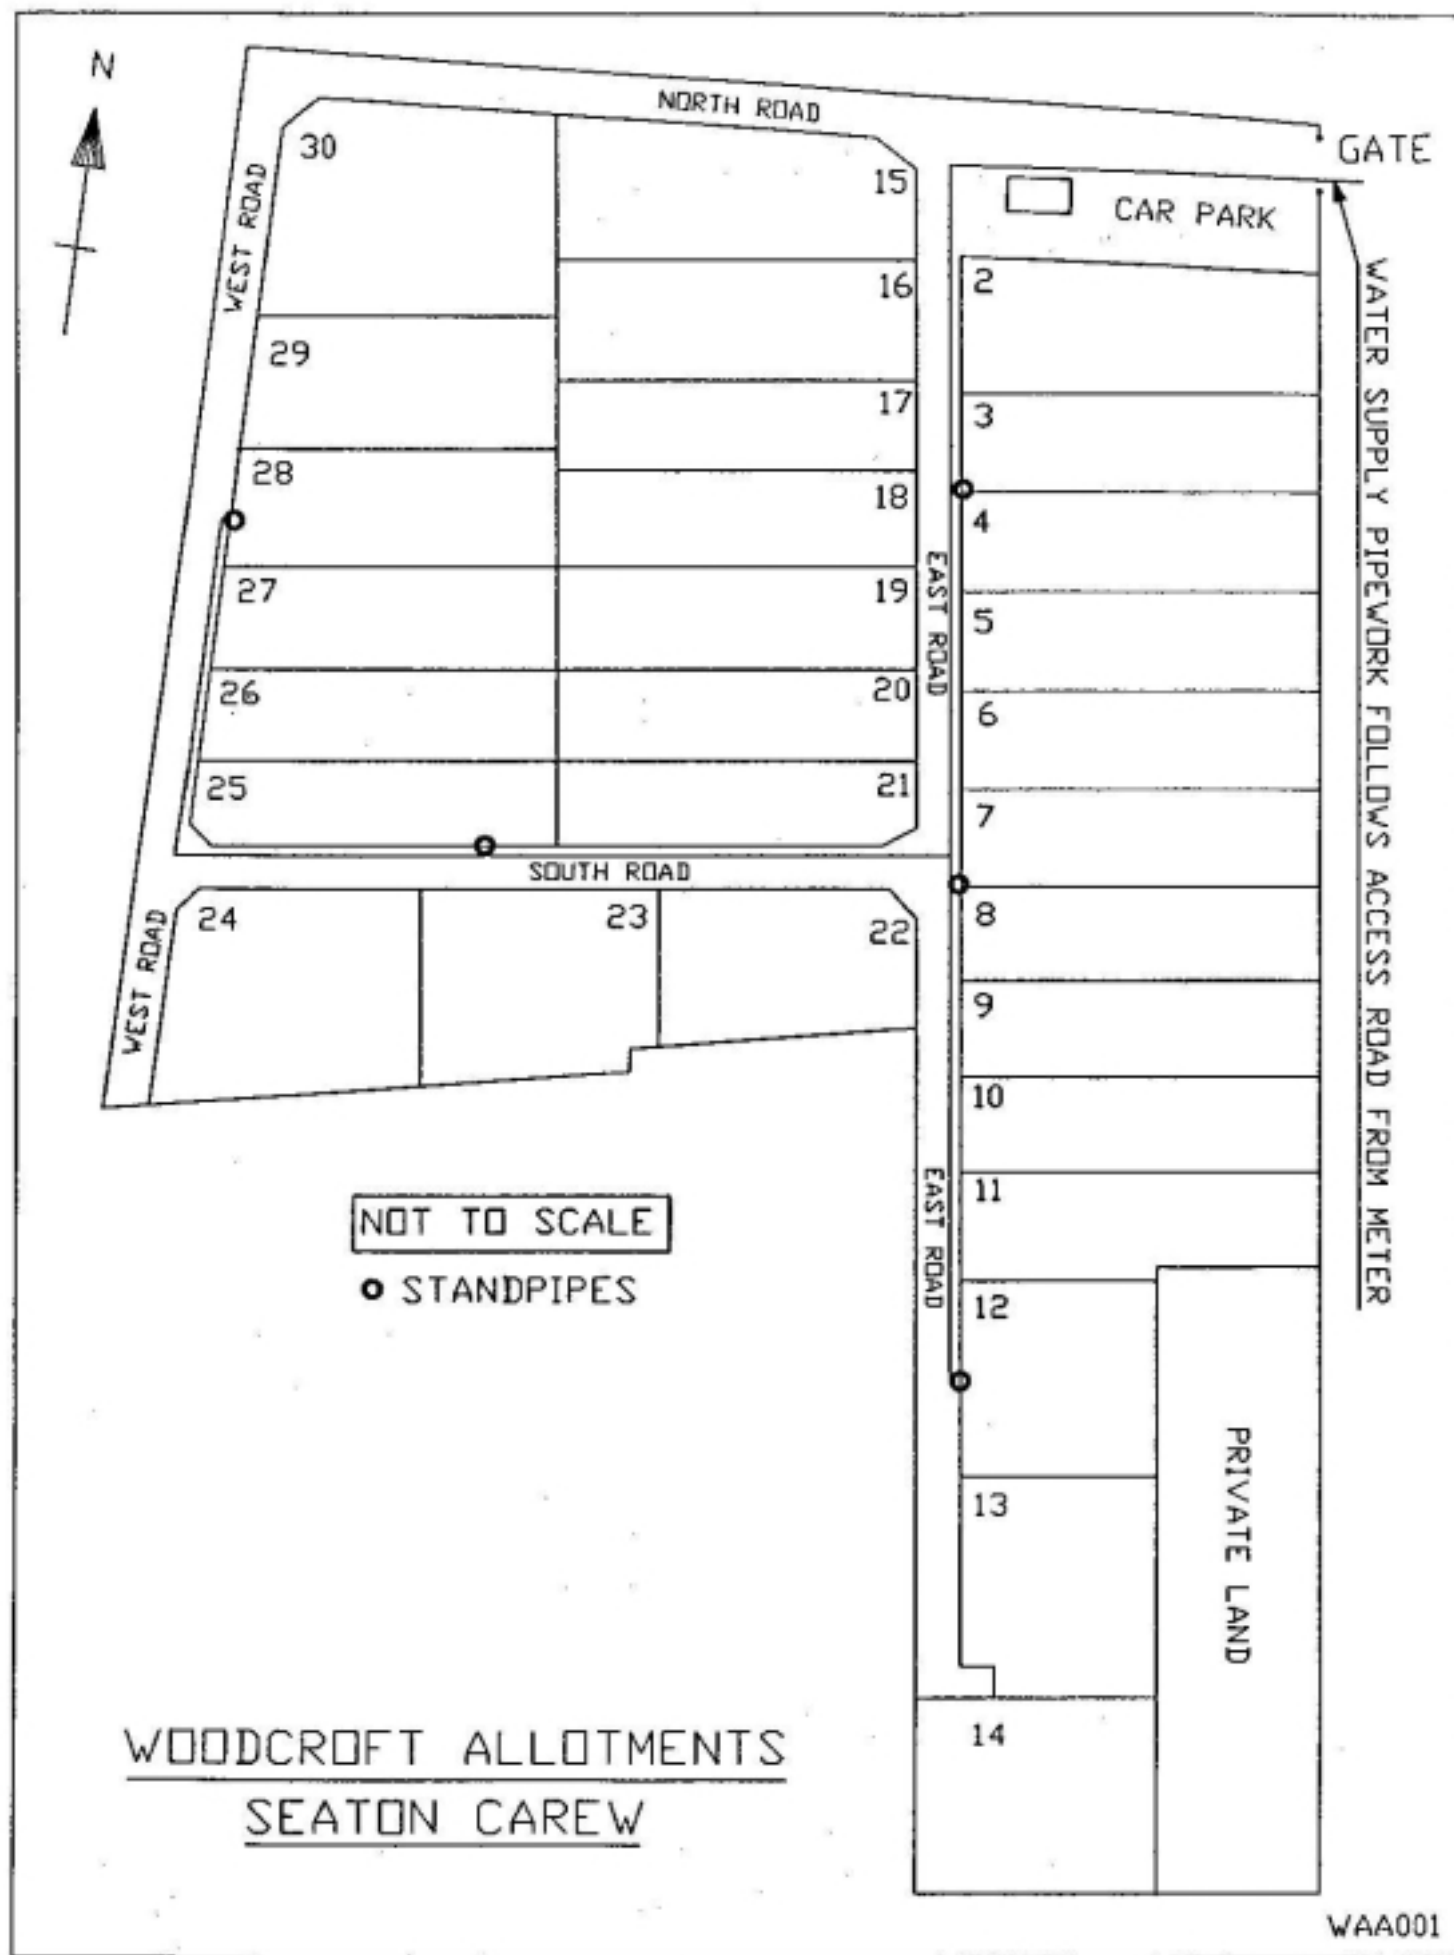 N
NORTH ROAD
GATE
30
15
WEST ROAD
CAR PARK
2
16
29
17
3
28
18
4
EAST ROAD
27
19
5
26
20
6
25
21
7
SOUTH ROAD
24
23
22
8
WEST ROAD
9
10
EAST ROAD
11
12
13
14
WATER SUPPLY PIPEWORK FOLLOWS ACCESS ROAD FROM METER
NOT TO SCALE
STANDPIPES
PRIVATE LAND
WOODCROFT ALLOTMENTS
SEATON CAREW
WAA001